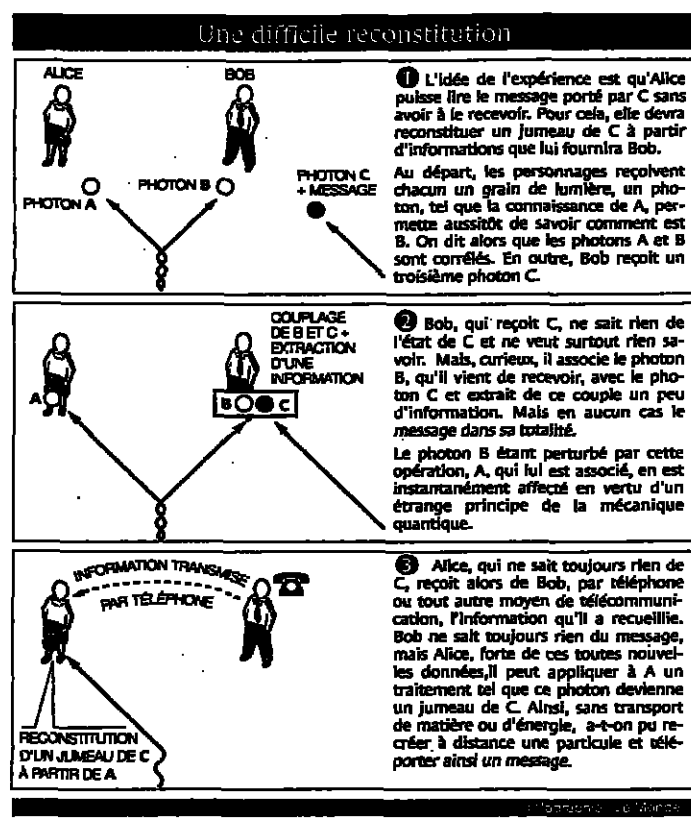 Une difficile reconstitution
ALICE
BOB
PHOTON A
PHOTON B
PHOTON C
+ MESSAGE
❶ L'idée de l'expérience est qu'Alice
puisse lire le message porté par C sans
avoir à le recevoir. Pour cela, elle devra
reconstituer un jumeau de C à partir
d'informations que lui fournira Bob.
Au départ, les personnages reçoivent
chacun un grain de lumière, un pho-
ton, tel que la connaissance de A, per-
mette aussitôt de savoir comment est
B. On dit alors que les photons A et B
sont corrélés. En outre, Bob reçoit un
troisième photon C.
COUPLAGE
DE B ET C +
EXTRACTION
D'UNE
INFORMATION
A
B
C
❷ Bob, qui reçoit C, ne sait rien de
l'état de C et ne veut surtout rien sa-
voir. Mais, curieux, il associe le photon
B, qu'il vient de recevoir, avec le pho-
ton C et extrait de ce couple un peu
d'information. Mais en aucun cas le
message dans sa totalité.
Le photon B étant perturbé par cette
opération, A, qui lui est associé, en est
instantanément affecté en vertu d'un
étrange principe de la mécanique
quantique.
INFORMATION TRANSMISE
PAR TÉLÉPHONE
RECONSTITUTION
D'UN JUMEAU DE C
À PARTIR DE A
❸ Alice, qui ne sait toujours rien de
C, reçoit alors de Bob, par téléphone
ou tout autre moyen de télécommuni-
cation, l'information qu'il a recueillie.
Bob ne sait toujours rien du message,
mais Alice, forte de ces toutes nouvel-
les données,il peut appliquer à A un
traitement tel que ce photon devienne
un jumeau de C. Ainsi, sans transport
de matière ou d'énergie, a-t-on pu re-
créer à distance une particule et télé-
porter ainsi un message.
Le Monde